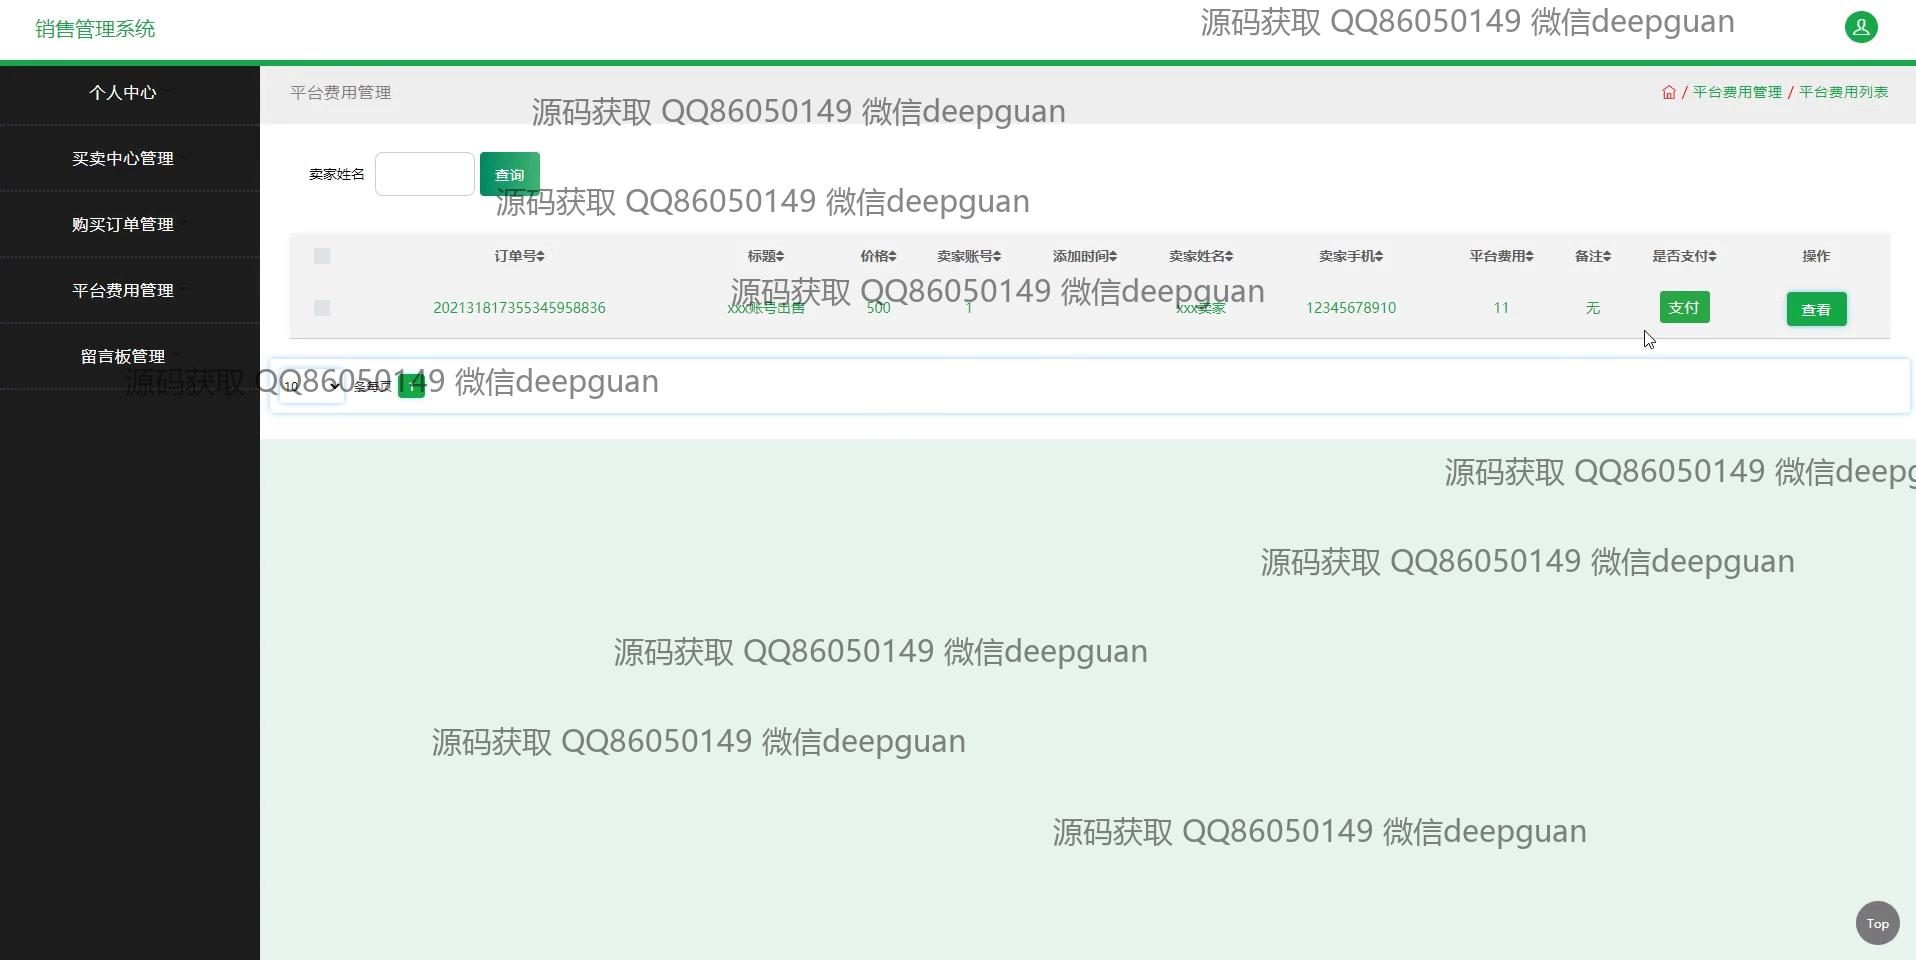 销售管理系统
源码获取 QQ86050149 微信deepguan
个人中心
平台费用管理
/ 平台费用管理 / 平台费用列表
源码获取 QQ86050149 微信deepguan
买卖中心管理
卖家姓名
查询
源码获取 QQ86050149 微信deepguan
购买订单管理
订单号 标题 价格 卖家账号 添加时间 卖家姓名 卖家手机 平台费用 备注 是否支付 操作
平台费用管理
源码获取 QQ86050149 微信deepguan
202131817355345958836 xxx账号出售 500 1 xxx卖家 12345678910 11 无 支付 查看
留言板管理
源码获取 QQ86050149 微信deepguan
10 条每页 1
源码获取 QQ86050149 微信deepg
源码获取 QQ86050149 微信deepguan
源码获取 QQ86050149 微信deepguan
源码获取 QQ86050149 微信deepguan
源码获取 QQ86050149 微信deepguan
Top